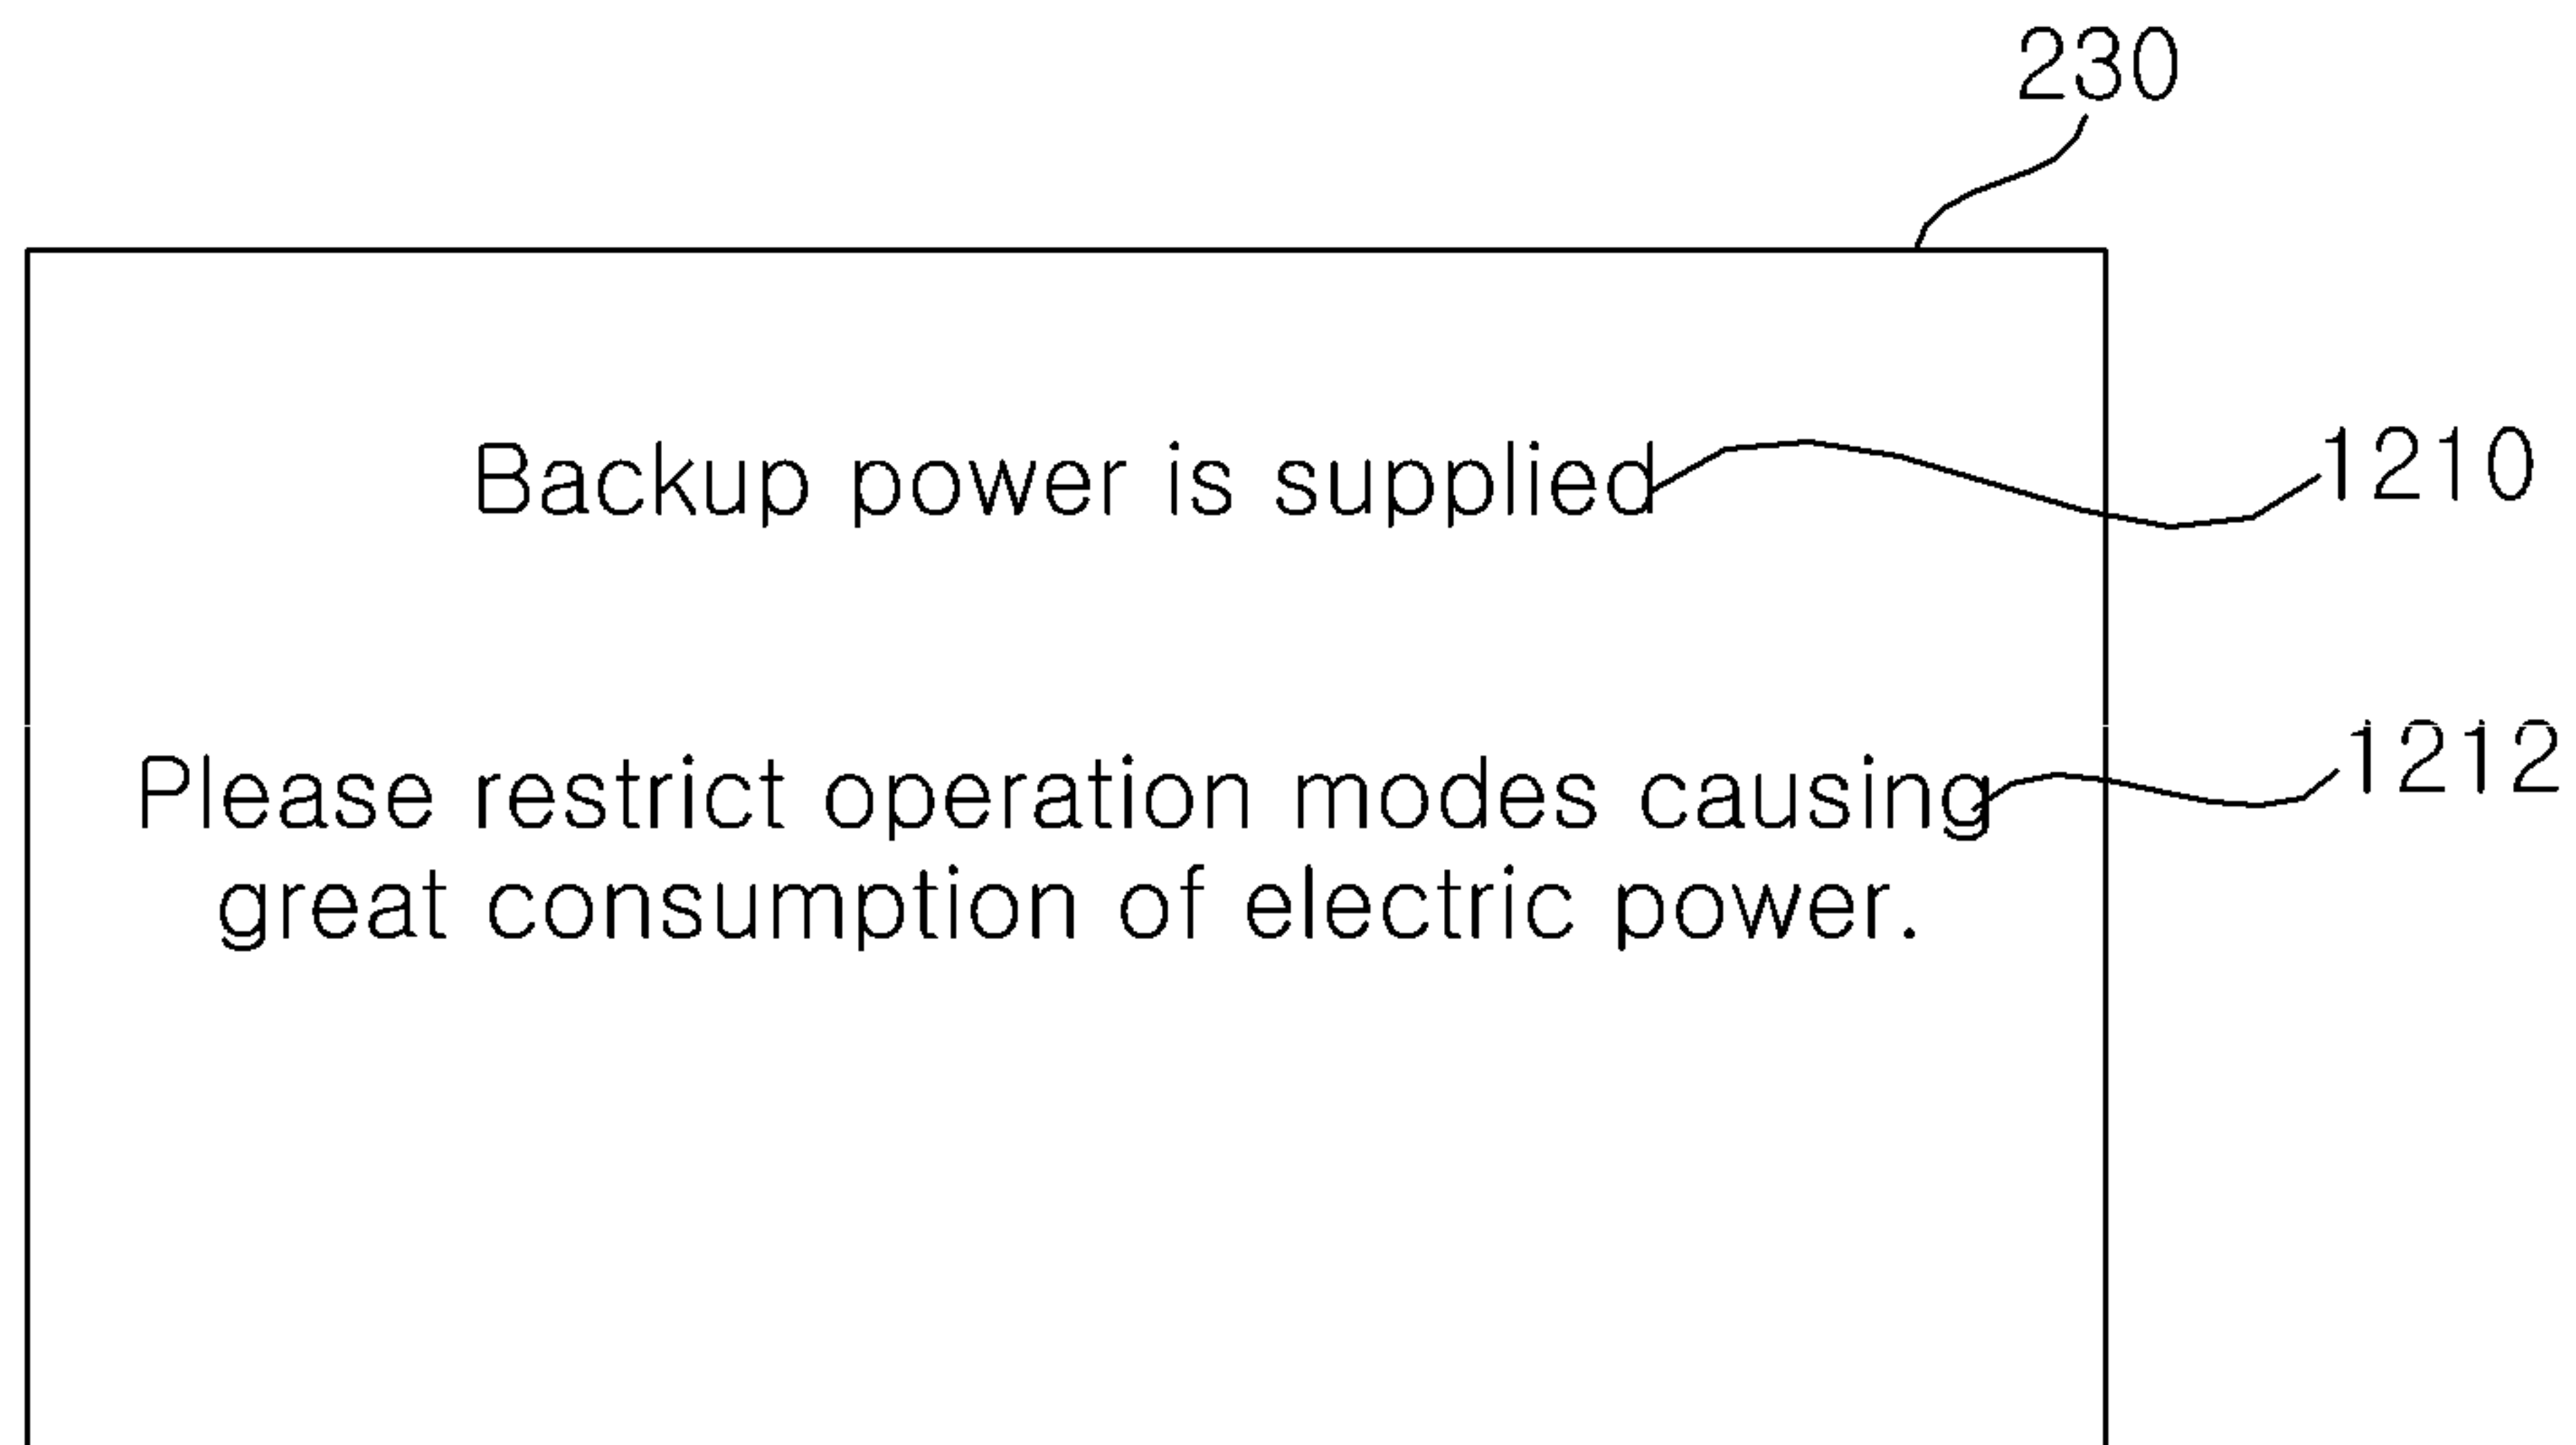 230
Backup power is supplied
1210
Please restrict operation modes causing
1212
great consumption of electric power.